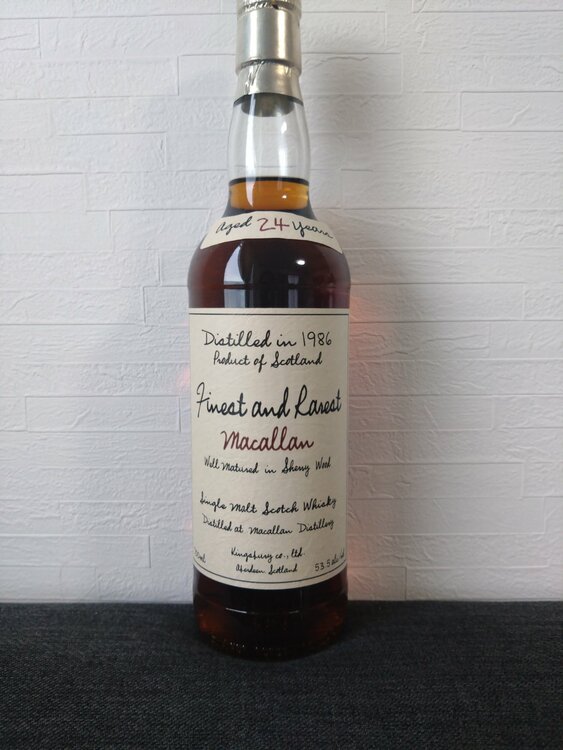 Aged 24 Years
Distilled in 1986
Product of Scotland
Finest and Rarest
Macallan
Well Matured in Sherry Wood
Single Malt Scotch Whisky
Distilled at Macallan Distillery
Kingsbury co., ltd.
Aberdeen Scotland
53.5